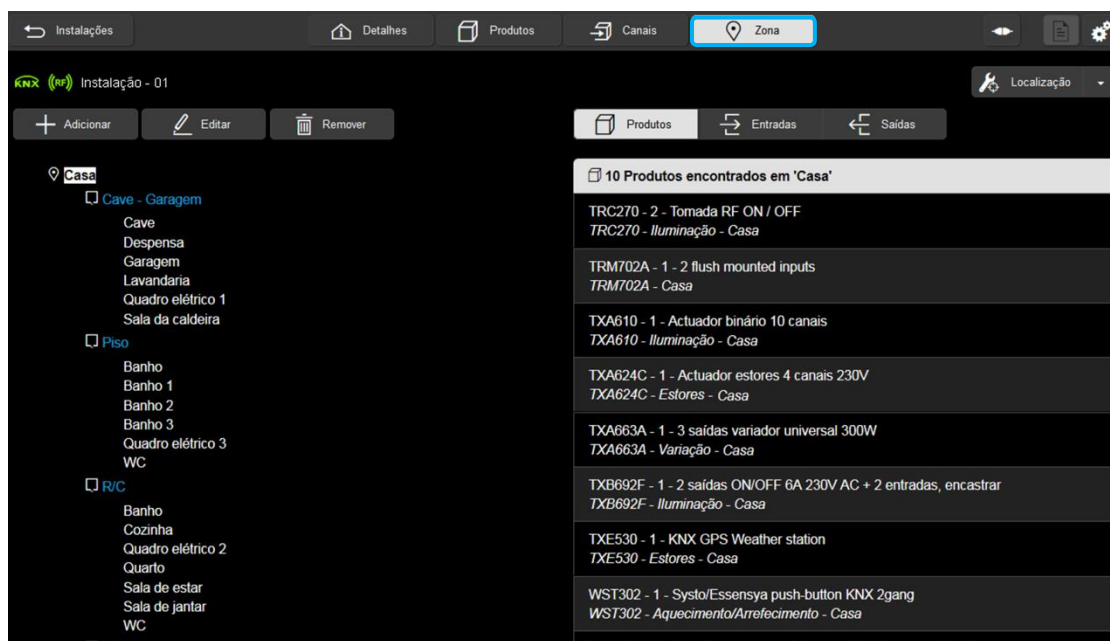 Instalações
Detalhes
Produtos
Canais
Zona
KNX ((RF)) Instalação - 01
Localização
Adicionar
Editar
Remover
Produtos
Entradas
Saídas
Casa
Cave - Garagem
Cave
Despensa
Garagem
Lavandaria
Quadro elétrico 1
Sala da caldeira
Piso
Banho
Banho 1
Banho 2
Banho 3
Quadro elétrico 3
WC
R/C
Banho
Cozinha
Quadro elétrico 2
Quarto
Sala de estar
Sala de jantar
WC
10 Produtos encontrados em 'Casa'
TRC270 - 2 - Tomada RF ON / OFF
TRC270 - Iluminação - Casa
TRM702A - 1 - 2 flush mounted inputs
TRM702A - Casa
TXA610 - 1 - Actuador binário 10 canais
TXA610 - Iluminação - Casa
TXA624C - 1 - Actuador estores 4 canais 230V
TXA624C - Estores - Casa
TXA663A - 1 - 3 saídas variador universal 300W
TXA663A - Variação - Casa
TXB692F - 1 - 2 saídas ON/OFF 6A 230V AC + 2 entradas, encastrar
TXB692F - Iluminação - Casa
TXE530 - 1 - KNX GPS Weather station
TXE530 - Estores - Casa
WST302 - 1 - Systo/Essensya push-button KNX 2gang
WST302 - Aquecimento/Arrefecimento - Casa